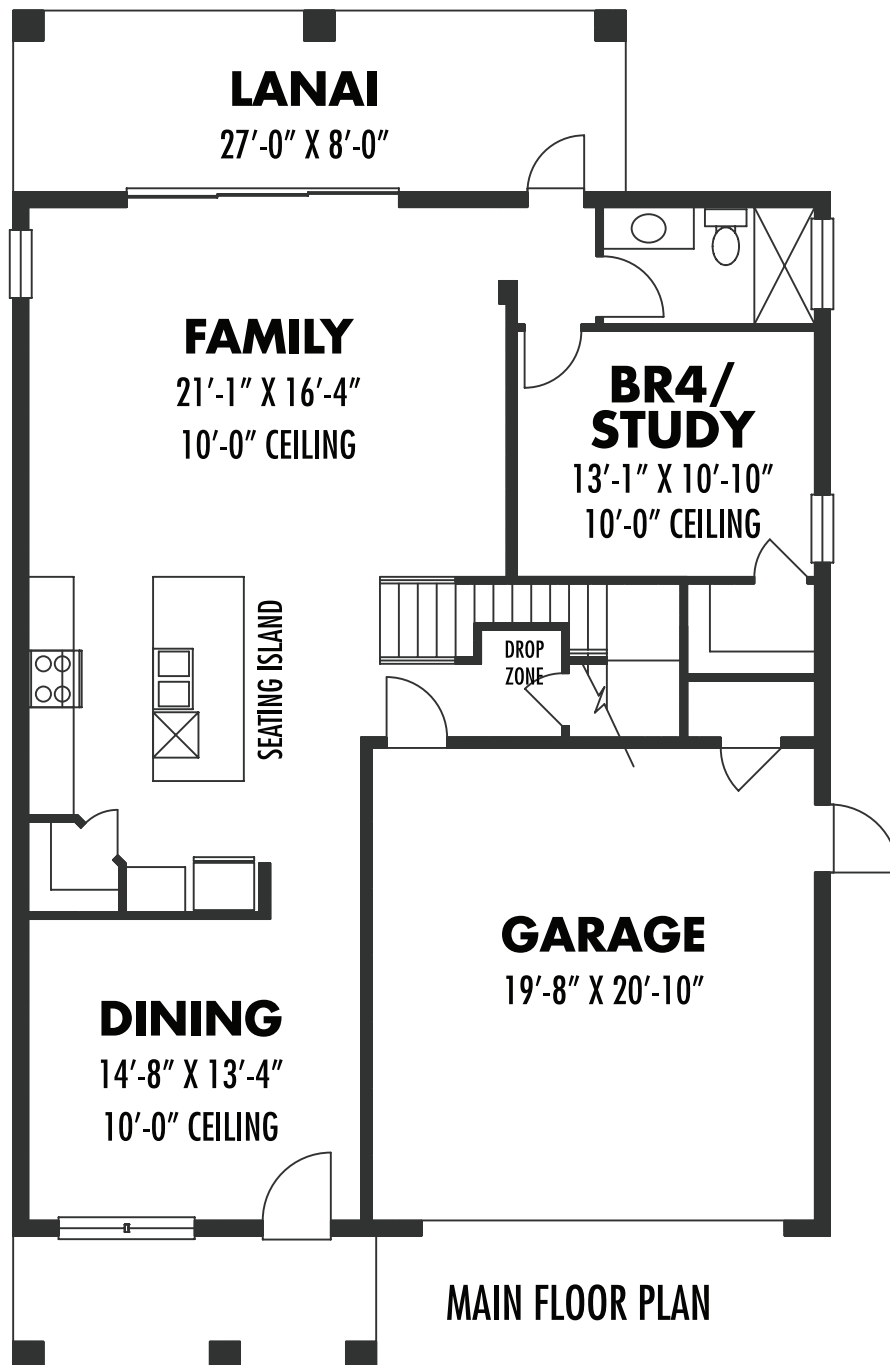 LANAI
27′-0″ X 8′-0″
FAMILY
21′-1″ X 16′-4″
10′-0″ CEILING
BR4/
STUDY
13′-1″ X 10′-10″
10′-0″ CEILING
SEATING ISLAND
DROP
ZONE
GARAGE
19′-8″ X 20′-10″
DINING
14′-8″ X 13′-4″
10′-0″ CEILING
MAIN FLOOR PLAN